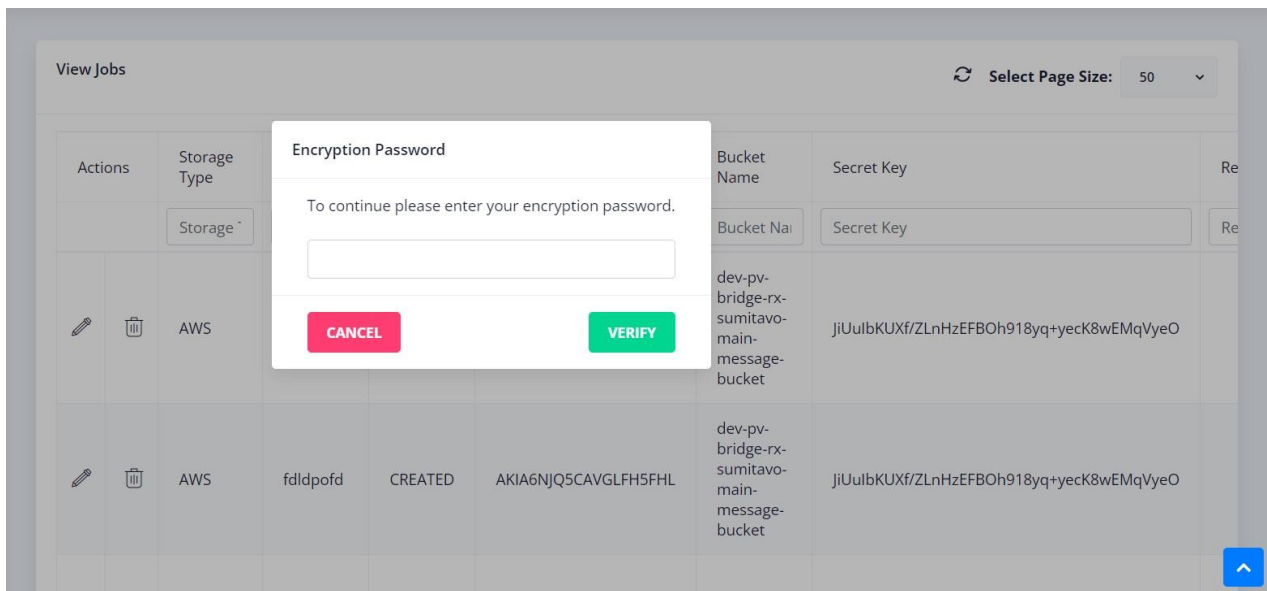 View Jobs
Select Page Size: 50
Encryption Password
To continue please enter your encryption password.
CANCEL
VERIFY
Actions
Storage
Type
Bucket
Name
Secret Key
Re
Storage
Bucket Na
Secret Key
Re
AWS
dev-pv-
bridge-rx-
sumitavo-
main-
message-
bucket
JiUuIbKUXf/ZLnHzEFBOh918yq+yecK8wEMqVyeO
AWS
fdldpofd
CREATED
AKIA6NJQ5CAVGLFH5FHL
dev-pv-
bridge-rx-
sumitavo-
main-
message-
bucket
JiUuIbKUXf/ZLnHzEFBOh918yq+yecK8wEMqVyeO